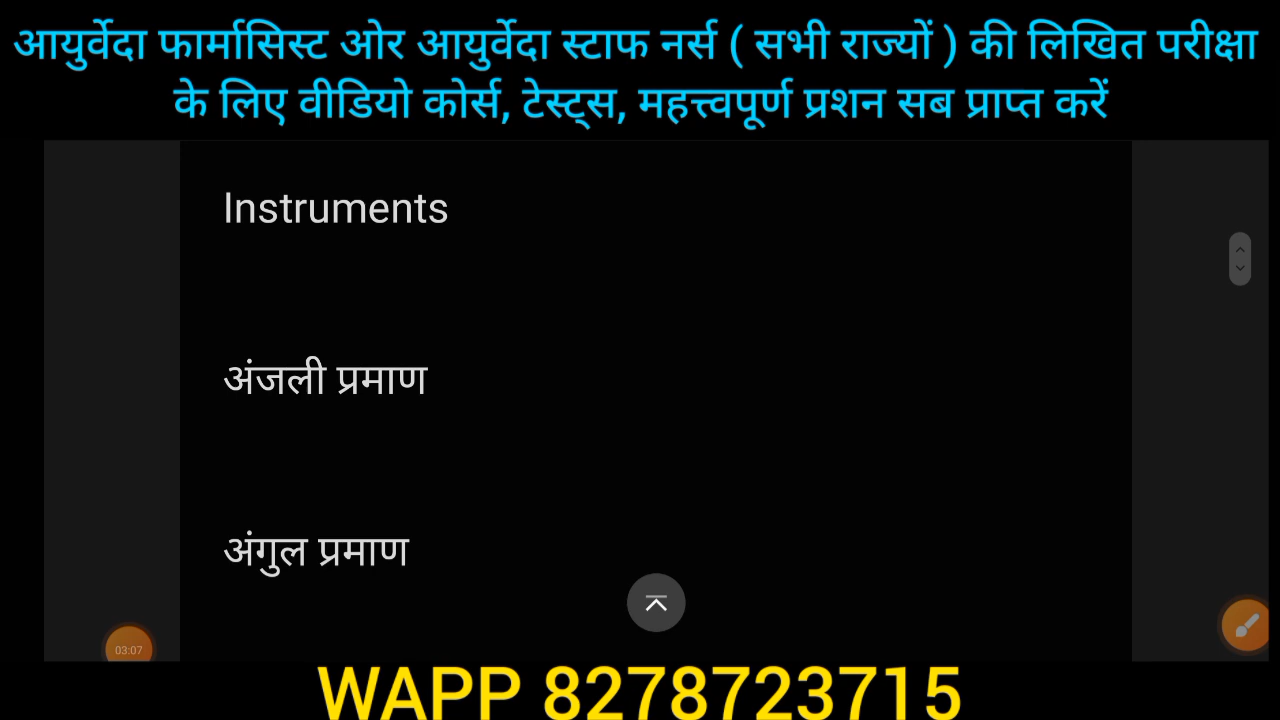 आयुर्वेदा फार्मासिस्ट ओर आयुर्वेदा स्टाफ नर्स ( सभी राज्यों ) की लिखित परीक्षा
के लिए वीडियो कोर्स, टेस्ट्स, महत्त्वपूर्ण प्रशन सब प्राप्त करें
Instruments
अंजली प्रमाण
अंगुल प्रमाण
03:07
WAPP 8278723715